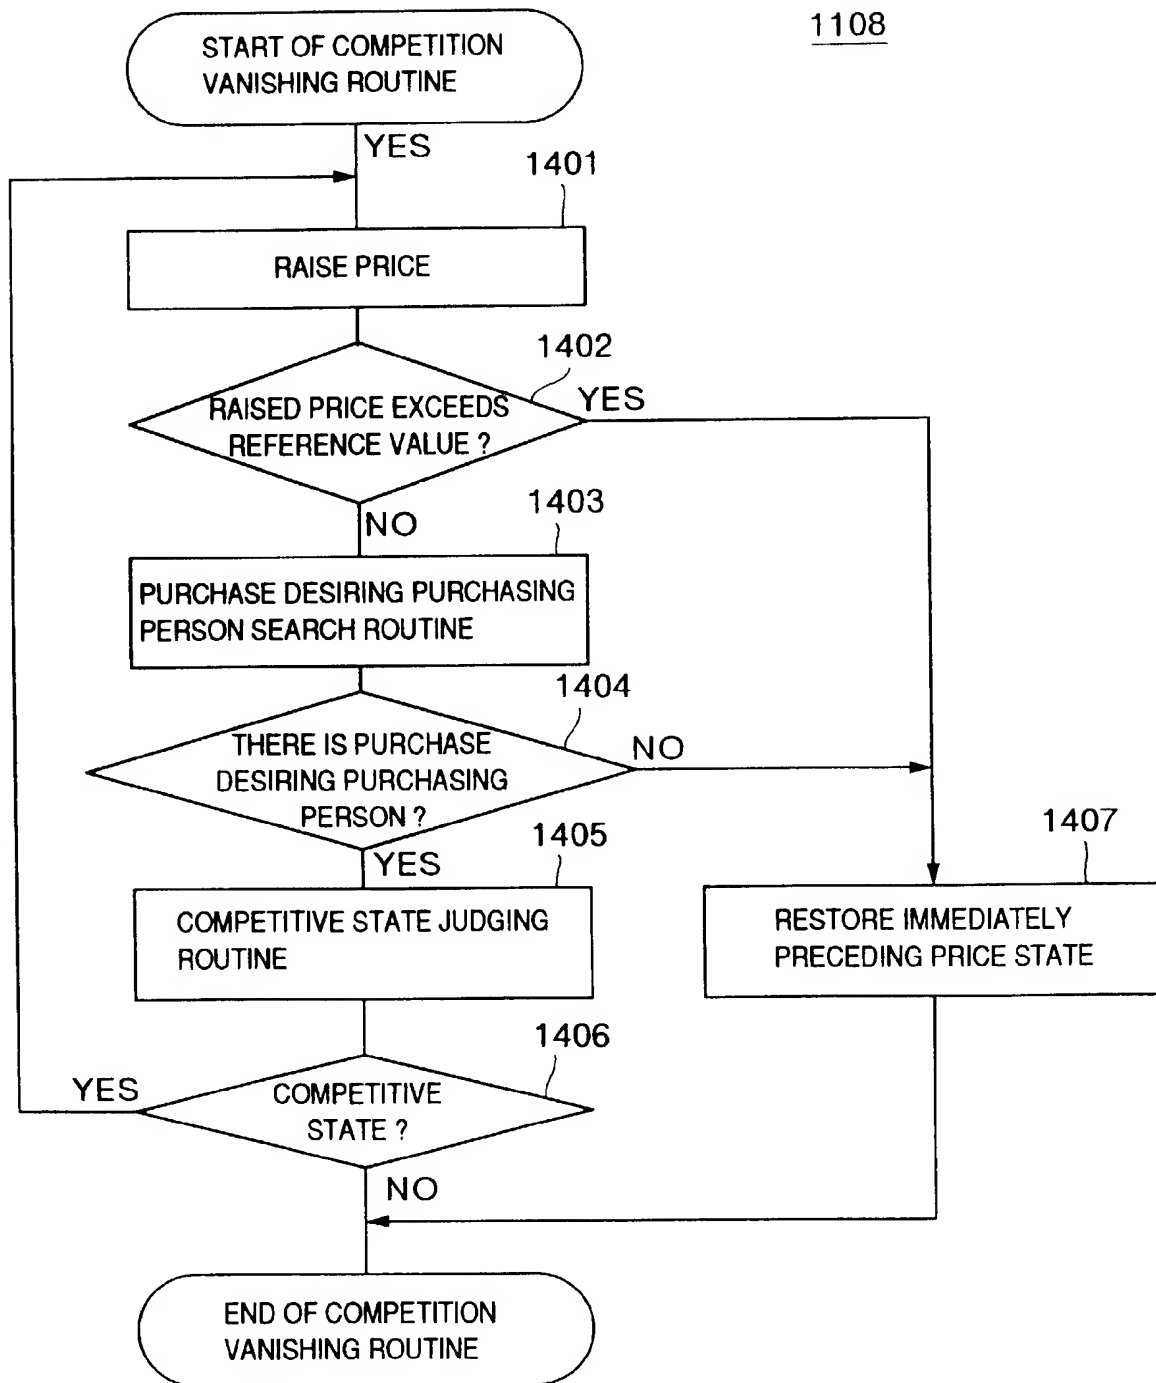 1108
START OF COMPETITION
VANISHING ROUTINE
YES
1401
RAISE PRICE
1402
RAISED PRICE EXCEEDS
REFERENCE VALUE ?
YES
NO
1403
PURCHASE DESIRING PURCHASING
PERSON SEARCH ROUTINE
1404
THERE IS PURCHASE
DESIRING PURCHASING
PERSON ?
NO
YES
1405
COMPETITIVE STATE JUDGING
ROUTINE
1407
RESTORE IMMEDIATELY
PRECEDING PRICE STATE
1406
COMPETITIVE
STATE ?
YES
NO
END OF COMPETITION
VANISHING ROUTINE